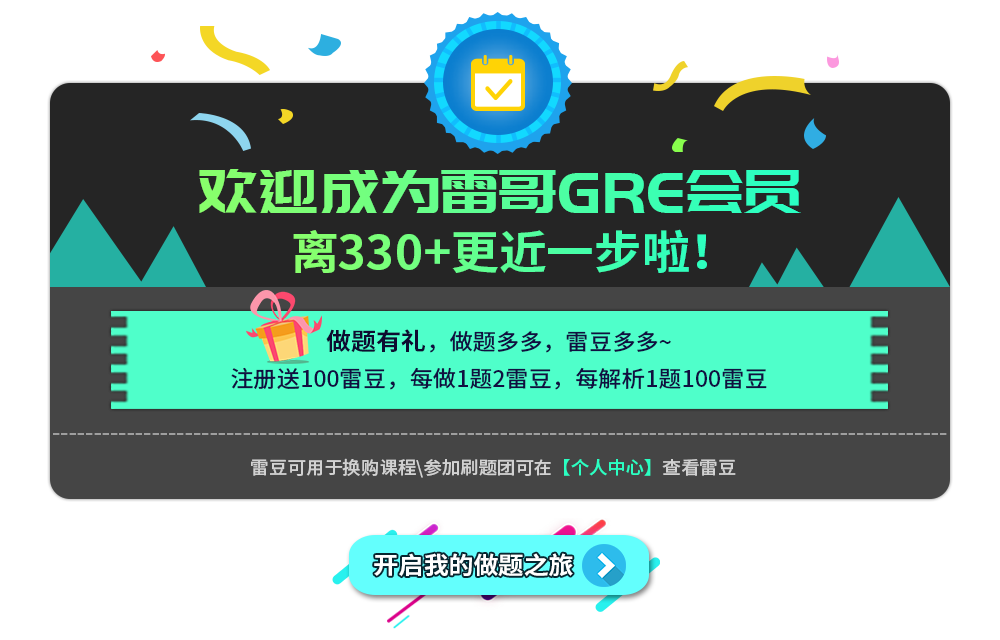 欢迎成为雷哥GRE会员
离330+更近一步啦！
做题有礼，做题多多，雷豆多多~
注册送100雷豆，每做1题2雷豆，每解析1题100雷豆
雷豆可用于换购课程\参加刷题团可在【个人中心】查看雷豆
开启我的做题之旅